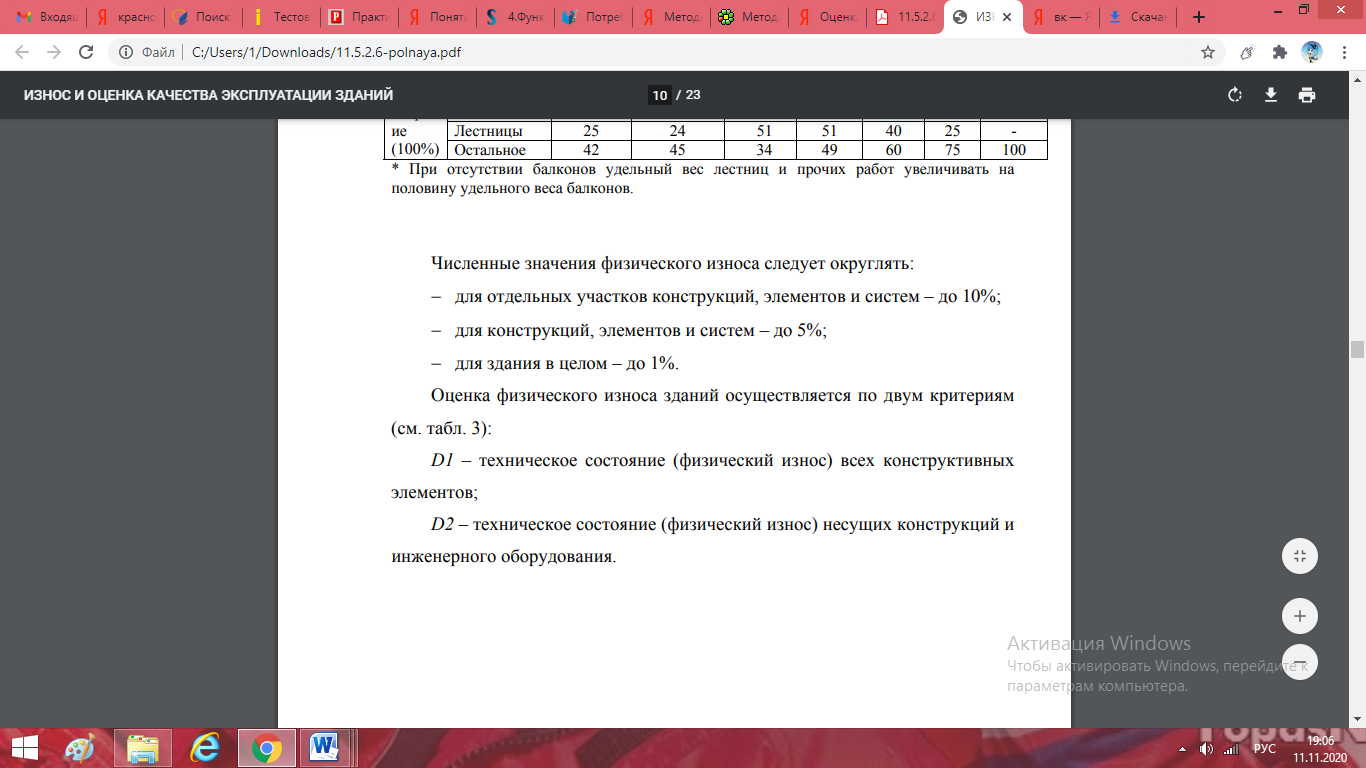 Входящ
красно
Поиск
Тестов
Практи
Понят
4.Функ
Потреб
Метод
Метод
Оценк
11.5.2.6
ИЗН
вк — Я
Скачан
Файл | C:/Users/1/Downloads/11.5.2.6-polnaya.pdf
ИЗНОС И ОЦЕНКА КАЧЕСТВА ЭКСПЛУАТАЦИИ ЗДАНИЙ
10 / 23
ие Лестницы 25 24 51 51 40 25 -
(100%) Остальное 42 45 34 49 60 75 100
* При отсутствии балконов удельный вес лестниц и прочих работ увеличивать на
половину удельного веса балконов.
Численные значения физического износа следует округлять:
– для отдельных участков конструкций, элементов и систем – до 10%;
– для конструкций, элементов и систем – до 5%;
– для здания в целом – до 1%.
Оценка физического износа зданий осуществляется по двум критериям
(см. табл. 3):
D1 – техническое состояние (физический износ) всех конструктивных
элементов;
D2 – техническое состояние (физический износ) несущих конструкций и
инженерного оборудования.
Активация Windows
Чтобы активировать Windows, перейдите к
параметрам компьютера.
РУС
19:06
11.11.2020